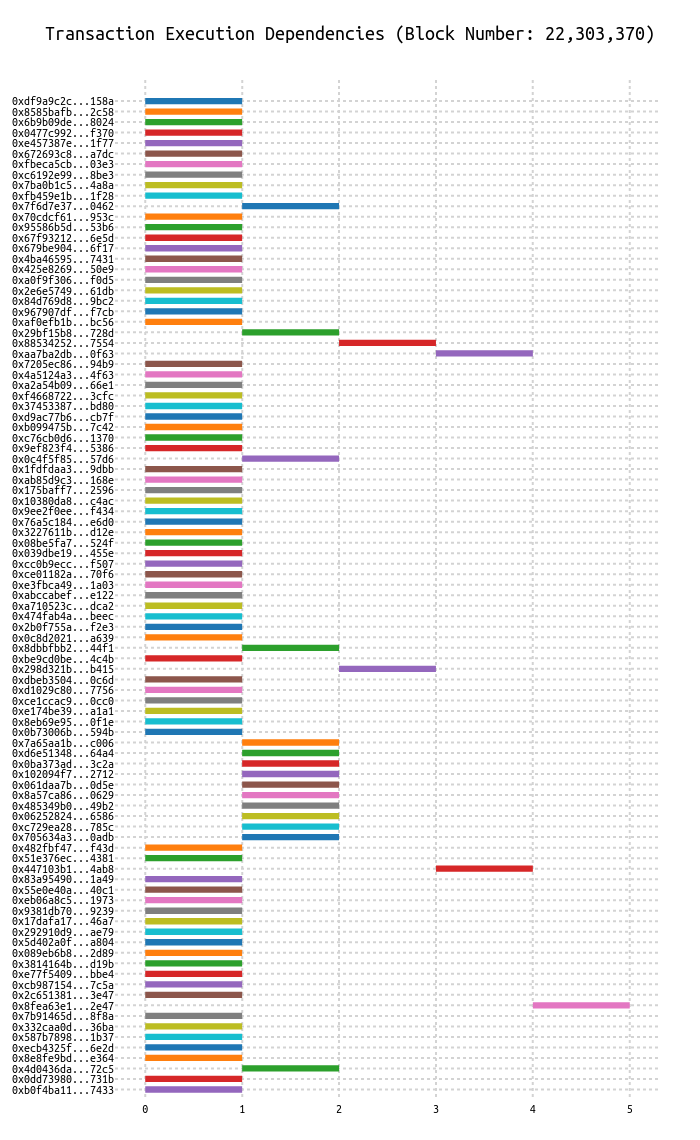 Transaction Execution Dependencies (Block Number: 22,303,370)
0xdf9a9c2c...158a
0x8585bafb...2c58
0x6b9b09de...8024
0x0477c992...f370
0xe457387e...1f77
0x672693c8...a7dc
0xfbeca5cb...03e3
0xc6192e99...8be3
0x7ba0b1c5...4a8a
0xfb459e1b...1f28
0x7f6d7e37...0462
0x70cdcf61...953c
0x95586b5d...53b6
0x67f93212...6e5d
0x679be904...6f17
0x4ba46595...7431
0x425e8269...50e9
0xa0f9f306...f0d5
0x2e6e5749...61db
0x84d769d8...9bc2
0x967907df...f7cb
0xaf0efb1b...bc56
0x29bf15b8...728d
0x88534252...7554
0xaa7ba2db...0f63
0x7205ec86...94b9
0x4a5124a3...4f63
0xa2a54b09...66e1
0xf4668722...3cfc
0x37453387...bd80
0xd9ac77b6...cb7f
0xb099475b...7c42
0xc76cb0d6...1370
0x9ef823f4...5386
0x0c4f5f85...57d6
0x1fdfdaa3...9dbb
0xab85d9c3...168e
0x175baff7...2596
0x10380da8...c4ac
0x9ee2f0ee...f434
0x76a5c184...e6d0
0x3227611b...d12e
0x08be5fa7...524f
0x039dbe19...455e
0xcc0b9ecc...f507
0xce01182a...70f6
0xe3fbca49...1a03
0xabccabef...e122
0xa710523c...dca2
0x474fab4a...beec
0x2b0f755a...f2e3
0x0c8d2021...a639
0x8dbbfbb2...44f1
0xbe9cd0be...4c4b
0x298d321b...b415
0xdbeb3504...0c6d
0xd1029c80...7756
0xce1ccac9...0cc0
0xe174be39...a1a1
0x8eb69e95...0f1e
0x0b73006b...594b
0x7a65aa1b...c006
0xd6e51348...64a4
0x0ba373ad...3c2a
0x102094f7...2712
0x061daa7b...0d5e
0x8a57ca86...0629
0x485349b0...49b2
0x06252824...6586
0xc729ea28...785c
0x705634a3...0adb
0x482fbf47...f43d
0x51e376ec...4381
0x447103b1...4ab8
0x83a95490...1a49
0x55e0e40a...40c1
0xeb06a8c5...1973
0x9381db70...9239
0x17dafa17...46a7
0x292910d9...ae79
0x5d402a0f...a804
0x089eb6b8...2d89
0x3814164b...d19b
0xe77f5409...bbe4
0xcb987154...7c5a
0x2c651381...3e47
0x8fea63e1...2e47
0x7b91465d...8f8a
0x332caa0d...36ba
0x587b7898...1b37
0xecb4325f...6e2d
0x8e8fe9bd...e364
0x4d0436da...72c5
0x0dd73980...731b
0xb0f4ba11...7433
0 1 2 3 4 5